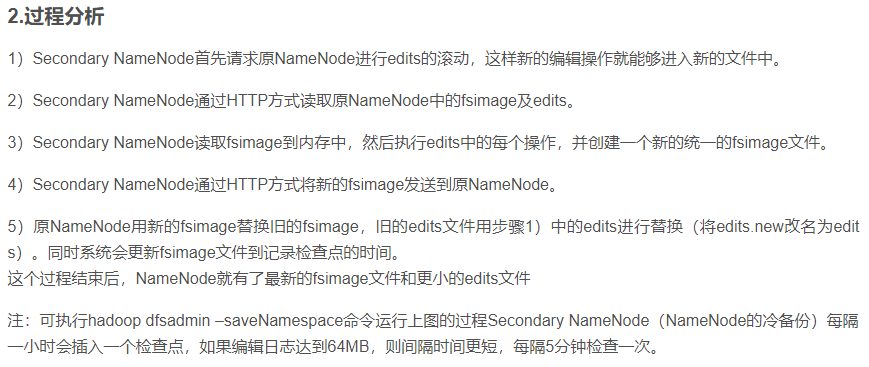 2.过程分析
1）Secondary NameNode首先请求原NameNode进行edits的滚动，这样新的编辑操作就能够进入新的文件中。
2）Secondary NameNode通过HTTP方式读取原NameNode中的fsimage及edits。
3）Secondary NameNode读取fsimage到内存中，然后执行edits中的每个操作，并创建一个新的统一的fsimage文件。
4）Secondary NameNode通过HTTP方式将新的fsimage发送到原NameNode。
5）原NameNode用新的fsimage替换旧的fsimage，旧的edits文件用步骤1）中的edits进行替换（将edits.new改名为edit
s）。同时系统会更新fsimage文件到记录检查点的时间。
这个过程结束后，NameNode就有了最新的fsimage文件和更小的edits文件
注：可执行hadoop dfsadmin –saveNamespace命令运行上图的过程Secondary NameNode（NameNode的冷备份）每隔
一小时会插入一个检查点，如果编辑日志达到64MB，则间隔时间更短，每隔5分钟检查一次。